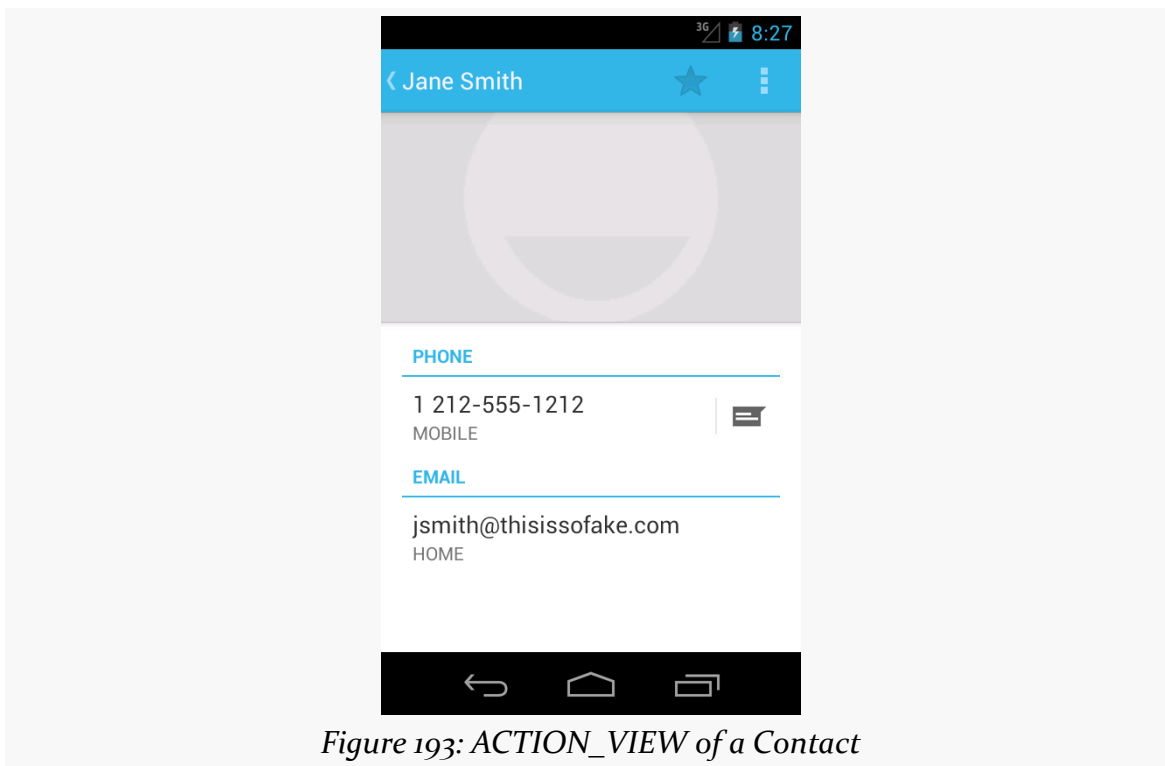 3G 8:27
Jane Smith
PHONE
1 212-555-1212
MOBILE
EMAIL
jsmith@thisissofake.com
HOME
Figure 193: ACTION_VIEW of a Contact